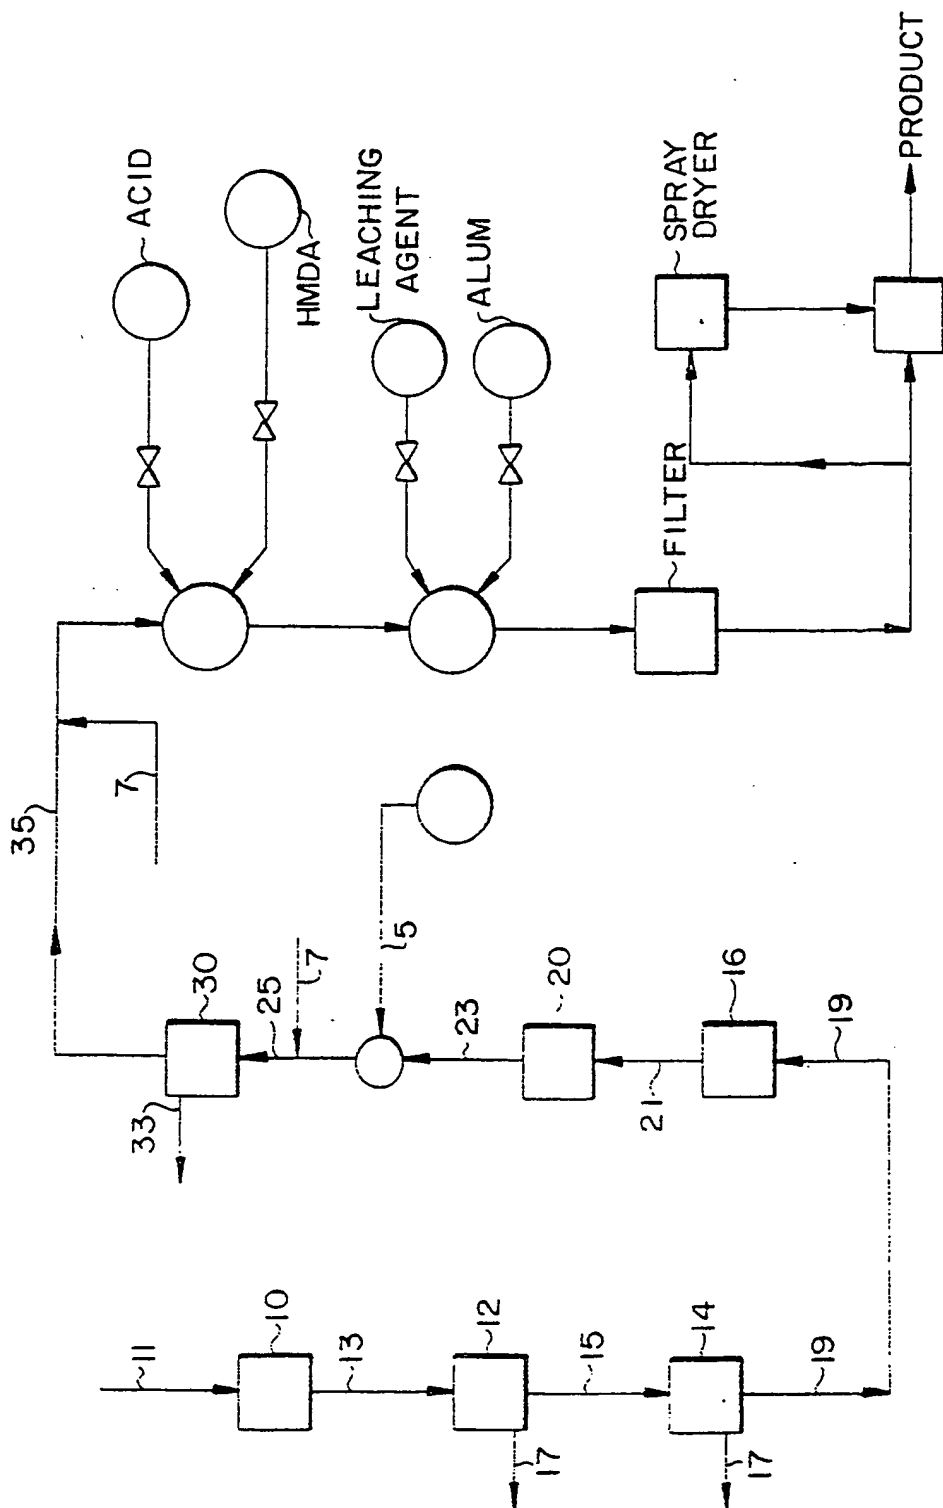 11
10
13
12
17
15
14
17
19
19
16
21
20
23
5
7
25
30
33
35
7
ACID
HMDA
LEACHING
AGENT
ALUM
FILTER
SPRAY
DRYER
PRODUCT